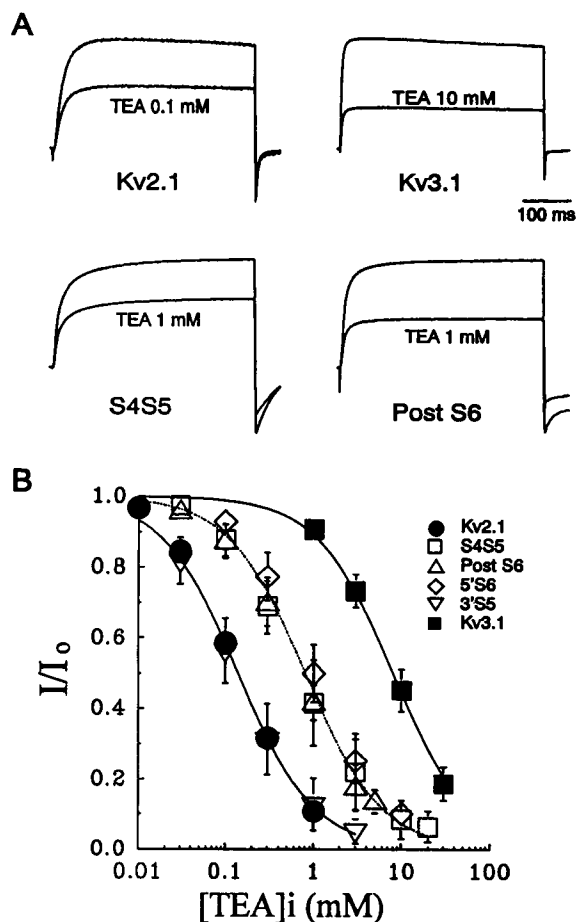 A
TEA 0.1 mM
TEA 10 mM
Kv2.1
Kv3.1
100 ms
TEA 1 mM
TEA 1 mM
S4S5
Post S6
B
1.0
0.8
0.6
0.4
0.2
0.0
I/I₀
Kv2.1
S4S5
Post S6
5'S6
3'S5
Kv3.1
0.01
0.1
1
10
100
[TEA]i (mM)